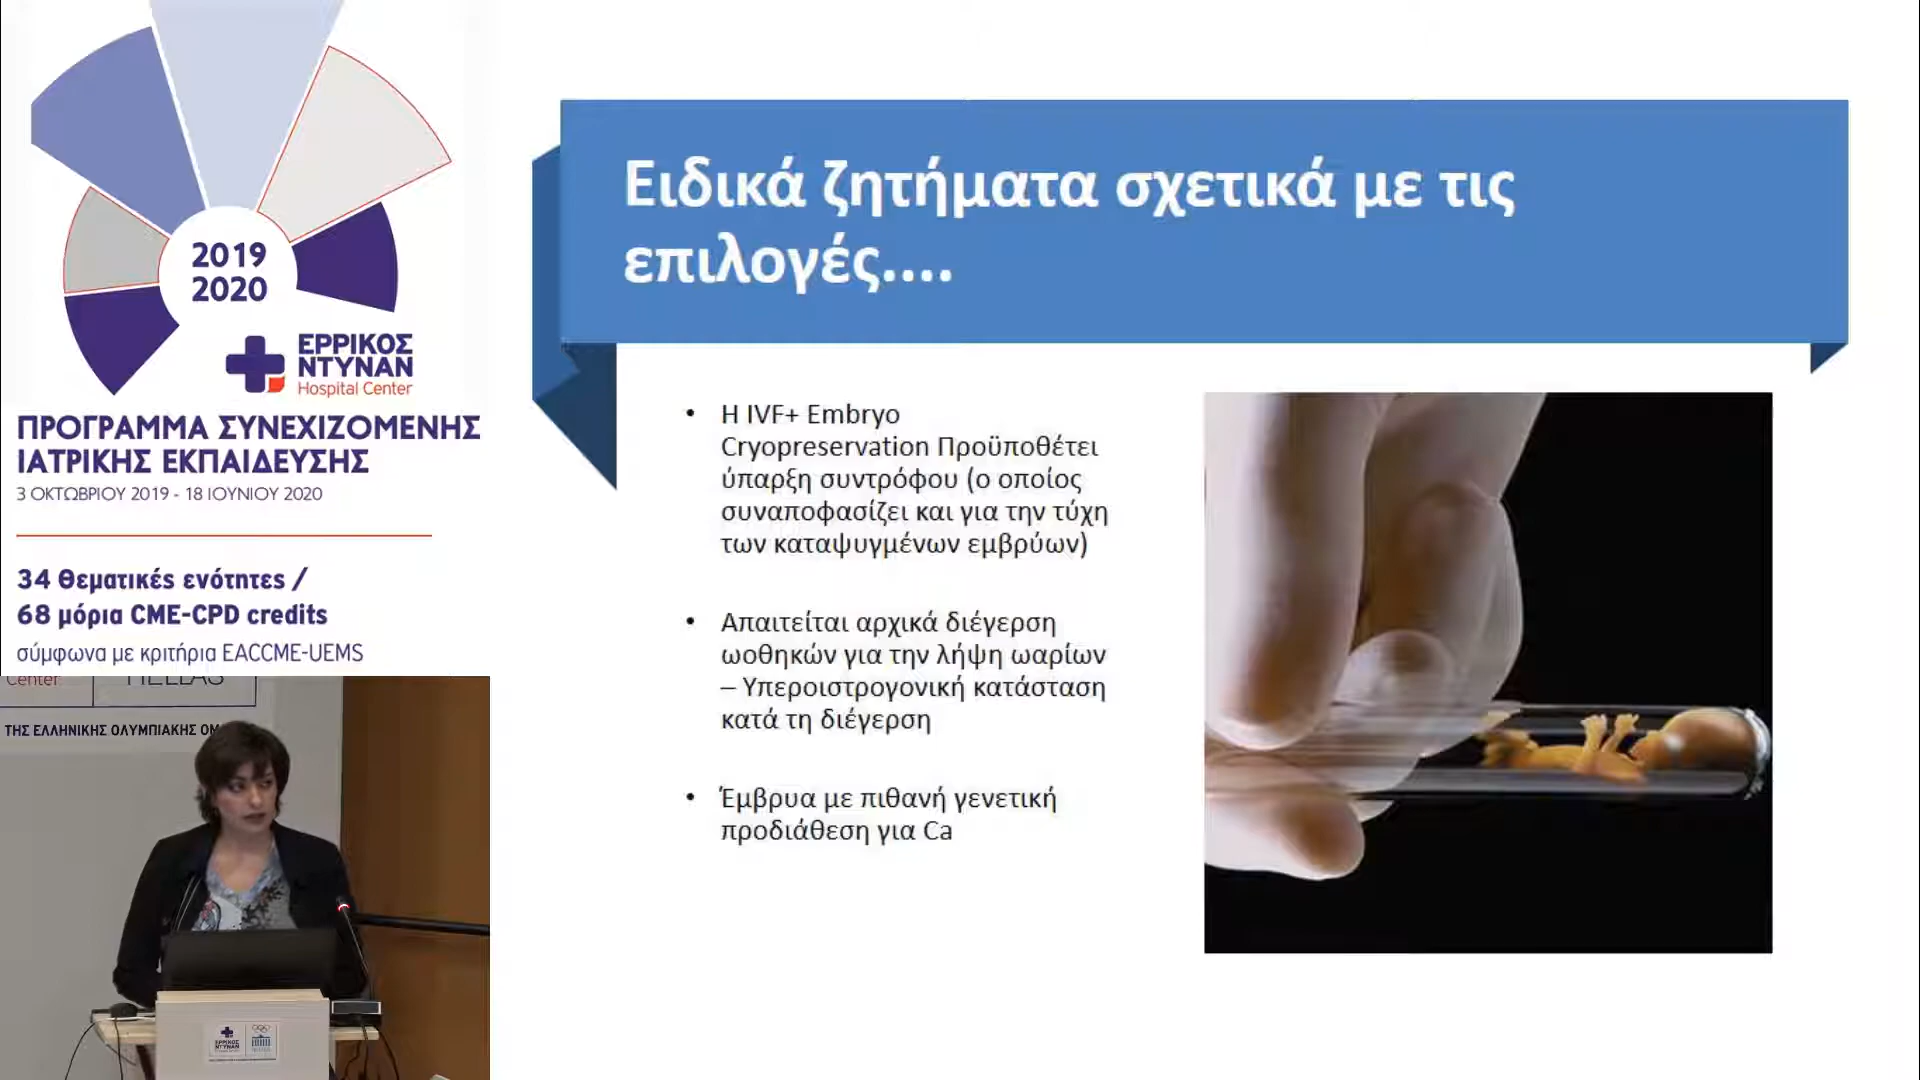 2019
2020
ΕΡΡΙΚΟΣ
ΝΤΥΝΑΝ
Hospital Center
ΠΡΟΓΡΑΜΜΑ ΣΥΝΕΧΙΖΟΜΕΝΗΣ
ΙΑΤΡΙΚΗΣ ΕΚΠΑΙΔΕΥΣΗΣ
3 ΟΚΤΩΒΡΙΟΥ 2019 - 18 ΙΟΥΝΙΟΥ 2020
34 θεματικές ενότητες /
68 μόρια CME-CPD credits
σύμφωνα με κριτήρια EACCME-UEMS
Center
HELLAS
ΤΗΣ ΕΛΛΗΝΙΚΗΣ ΟΛΥΜΠΙΑΚΗΣ ΟΜ
ΕΡΡΙΚΟΣ
ΝΤΥΝΑΝ
Ειδικά ζητήματα σχετικά με τις
επιλογές....
• Η IVF+ Embryo
Cryopreservation Προϋποθέτει
ύπαρξη συντρόφου (ο οποίος
συναποφασίζει και για την τύχη
των καταψυγμένων εμβρύων)
• Απαιτείται αρχικά διέγερση
ωοθηκών για την λήψη ωαρίων
– Υπεροιστρογονική κατάσταση
κατά τη διέγερση
• Έμβρυα με πιθανή γενετική
προδιάθεση για Ca